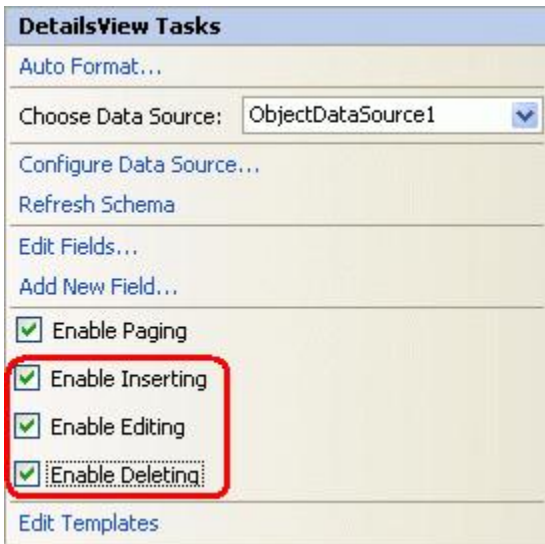 DetailsView Tasks
Auto Format...
Choose Data Source: ObjectDataSource1
Configure Data Source...
Refresh Schema
Edit Fields...
Add New Field...
Enable Paging
Enable Inserting
Enable Editing
Enable Deleting
Edit Templates